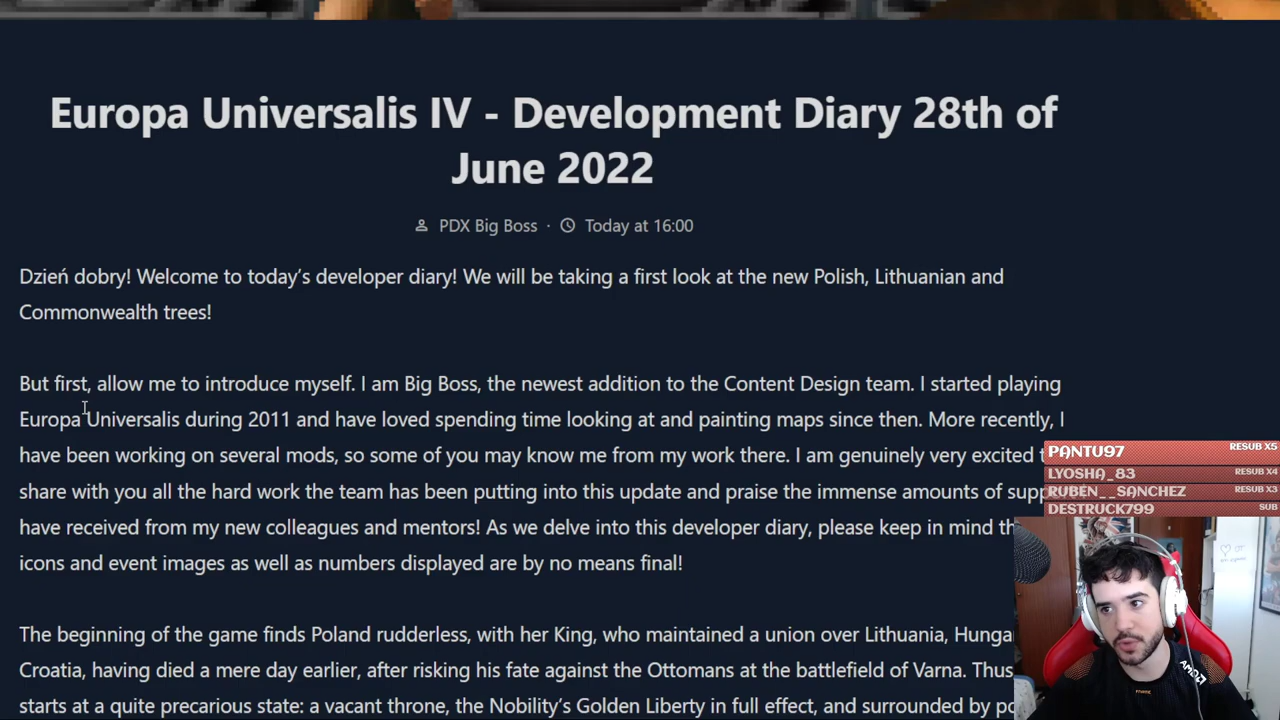 Europa Universalis IV - Development Diary 28th of
June 2022
PDX Big Boss · Today at 16:00
Dzień dobry! Welcome to today's developer diary! We will be taking a first look at the new Polish, Lithuanian and
Commonwealth trees!
But first, allow me to introduce myself. I am Big Boss, the newest addition to the Content Design team. I started playing
Europa Universalis during 2011 and have loved spending time looking at and painting maps since then. More recently, I
have been working on several mods, so some of you may know me from my work there. I am genuinely very excited
share with you all the hard work the team has been putting into this update and praise the immense amounts of
have received from my new colleagues and mentors! As we delve into this developer diary, please keep in mind
icons and event images as well as numbers displayed are by no means final!
The beginning of the game finds Poland rudderless, with her King, who maintained a union over Lithuania,
Croatia, having died a mere day earlier, after risking his fate against the Ottomans at the battlefield of Varna. Thus
starts at a quite precarious state: a vacant throne, the Nobility's Golden Liberty in full effect, and surrounded by
PANTU97 RESUB X5
LYOSHA_83 RESUB X4
RUBEN__SANCHEZ RESUB X3
DESTRUCK799 SUB